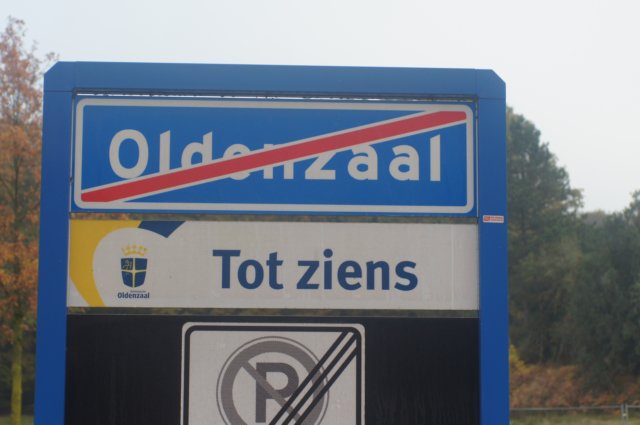 Oldenzaal
Tot ziens
Oldenzaal
P